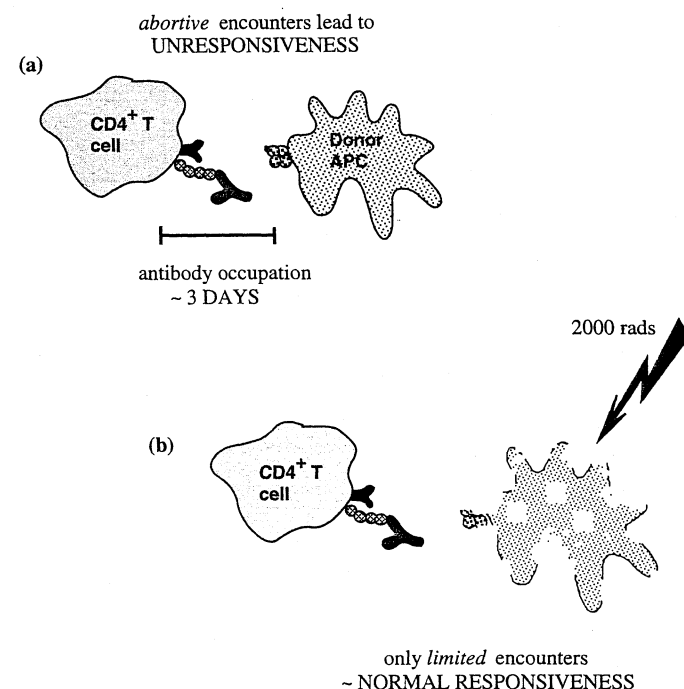 abortive encounters lead to
UNRESPONSIVENESS
(a)
CD4+ T
cell
Donor
APC
antibody occupation
~ 3 DAYS
2000 rads
(b)
CD4+ T
cell
only limited encounters
~ NORMAL RESPONSIVENESS